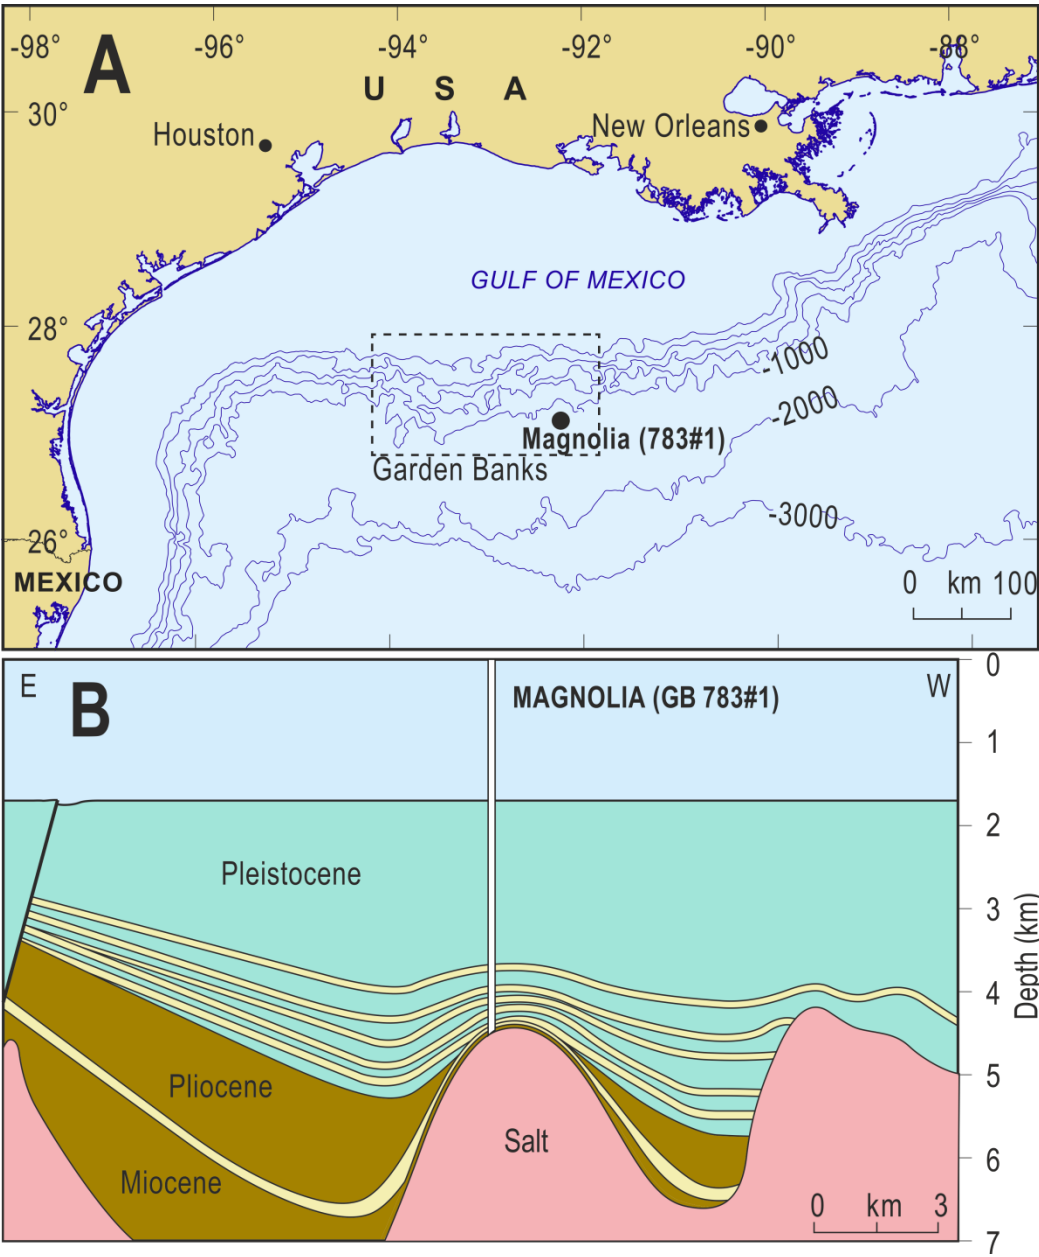 -98°
-96°
-94°
-92°
-90°
-88°
A
U S A
30°
Houston
New Orleans
GULF OF MEXICO
28°
-1000
-2000
Magnolia (783#1)
Garden Banks
-3000
26°
MEXICO
0 km 100
E
B
MAGNOLIA (GB 783#1)
W
0
1
2
Pleistocene
3
4
Depth (km)
5
Pliocene
Salt
6
Miocene
0 km 3
7